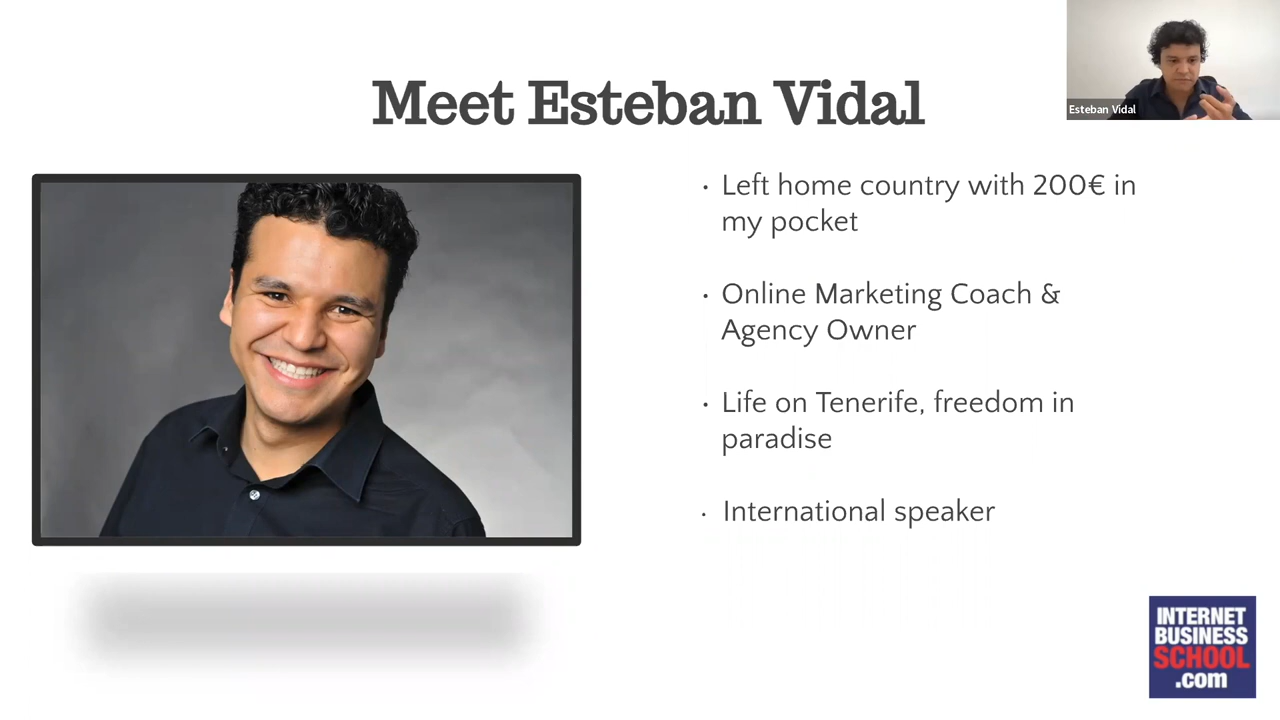 Meet Esteban Vidal
Esteban Vidal
• Left home country with 200€ in
my pocket
• Online Marketing Coach &
Agency Owner
• Life on Tenerife, freedom in
paradise
• International speaker
INTERNET
BUSINESS
SCHOOL
.com